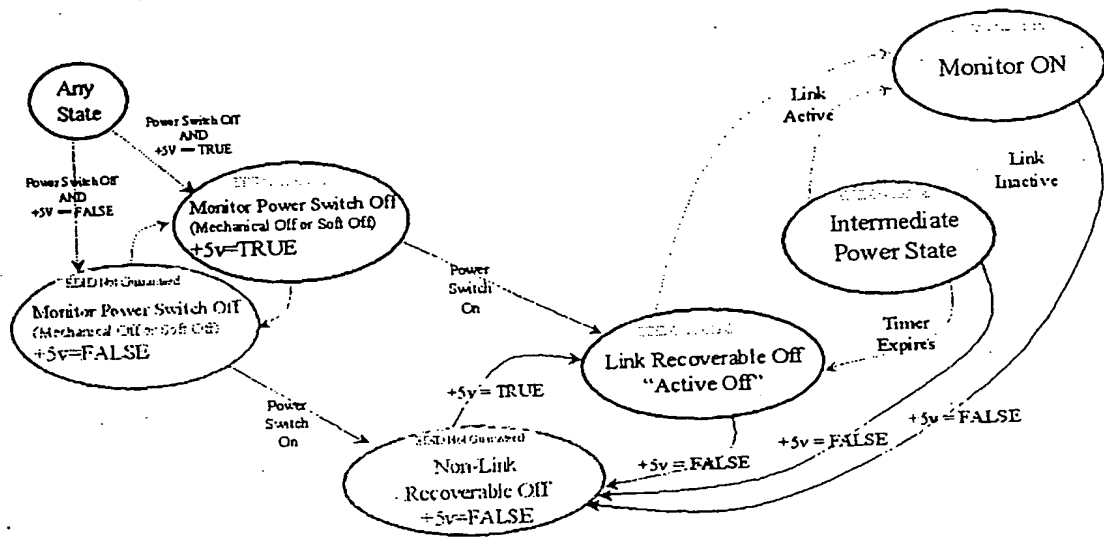 Monitor ON
Any
State
Power Switch Off
AND
+5V = TRUE
Power Switch Off
AND
+5V = FALSE
Link
Active
Link
Inactive
Monitor Power Switch Off
(Mechanical Off or Soft Off)
+5v=TRUE
Intermediate
Power State
Not
Monitor Power Switch Off
(Mechanical Off or Soft Off)
+5v=FALSE
Power
Switch
On
Timer
Expires
Link Recoverable Off
“Active Off”
+5v = TRUE
Power
Switch
On
+5v = FALSE
+5v = FALSE
+5v = FALSE
Not
Non-Link
Recoverable Off
+5v=FALSE